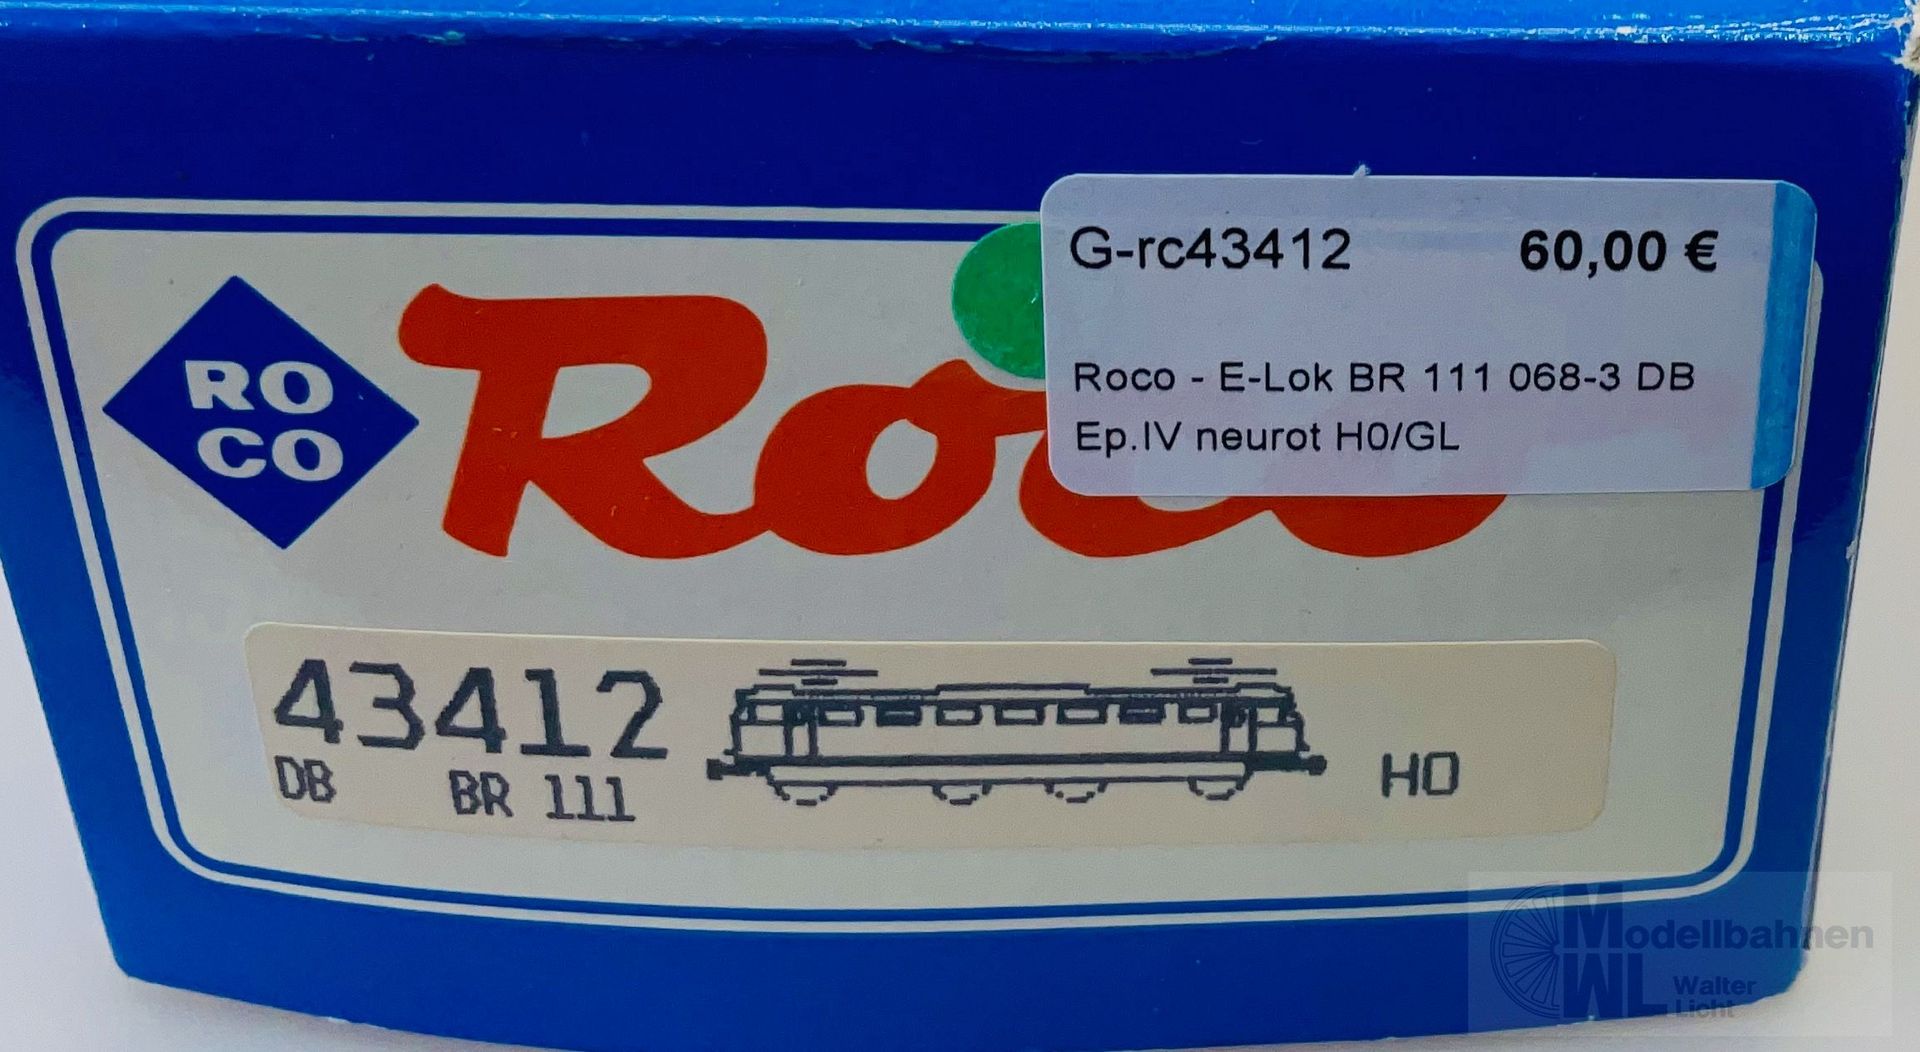 G-rc43412 60,00 €
Roco - E-Lok BR 111 068-3 DB
Ep.IV neurot H0/GL
RO
CO
Roco
43412
DB BR 111
HO
Modellbahnen
WL Walter
Licht